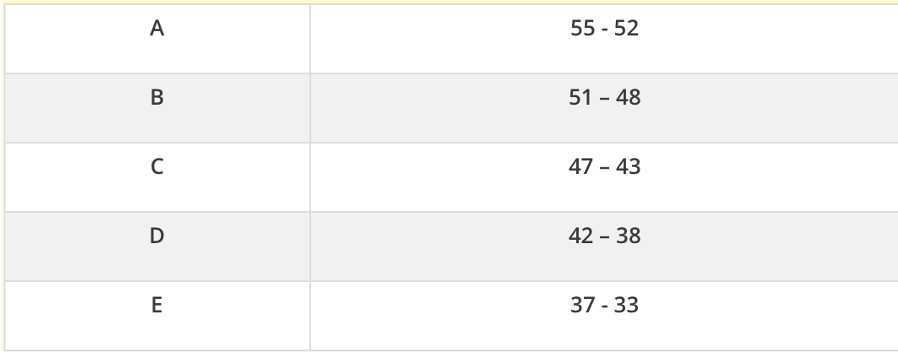 A 55 - 52
B 51 – 48
C 47 – 43
D 42 – 38
E 37 - 33